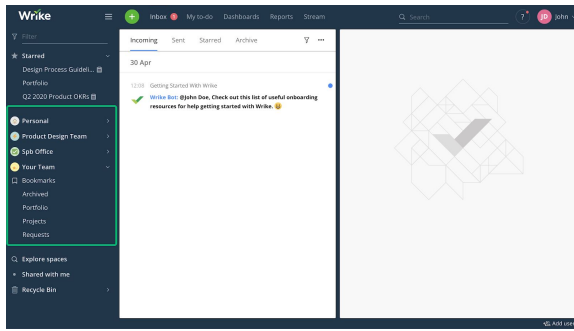 Wrike
Inbox
My to-do
Dashboards
Reports
Stream
Search
?
JD
John
Filter
Starred
Design Process Guideli...
Portfolio
Q2 2020 Product OKRs
Personal
Product Design Team
Spb Office
Your Team
Bookmarks
Archived
Portfolio
Projects
Requests
Explore spaces
Shared with me
Recycle Bin
Incoming
Sent
Starred
Archive
30 Apr
12:08 Getting Started With Wrike
Wrike Bot: @John Doe, Check out this list of useful onboarding
resources for help getting started with Wrike.
Add user